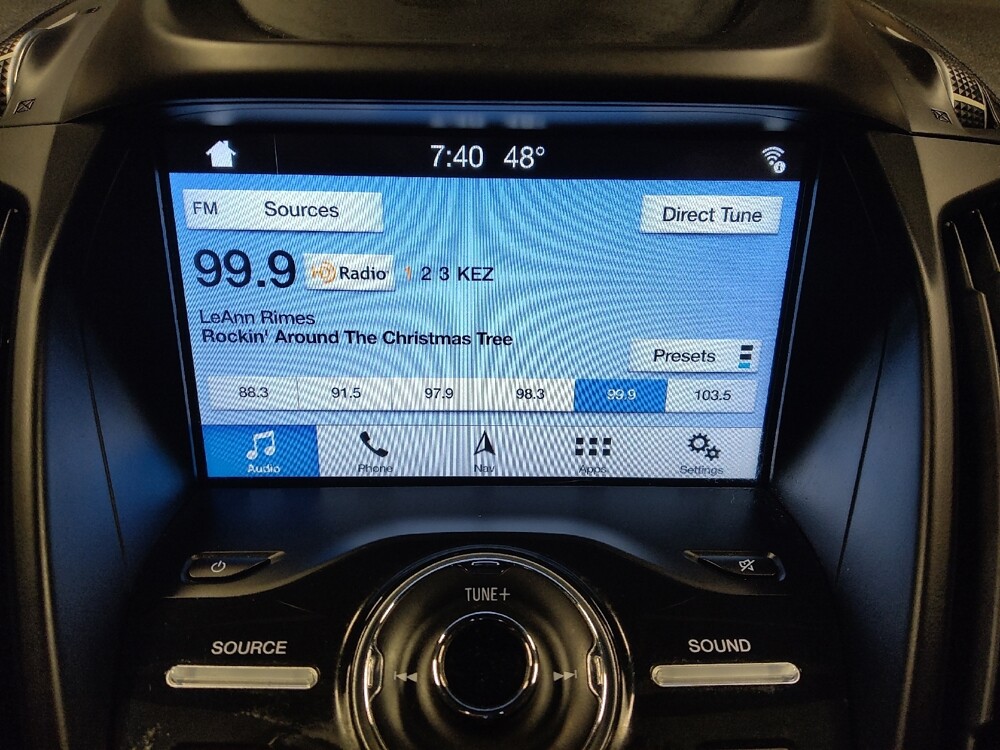 7:40 48°
FM Sources
Direct Tune
99.9 HD Radio 1 2 3 KEZ
LeAnn Rimes
Rockin' Around The Christmas Tree
Presets
88.3 91.5 97.9 98.3 99.9 103.5
Audio Phone Nav Apps Settings
TUNE+
SOURCE
SOUND